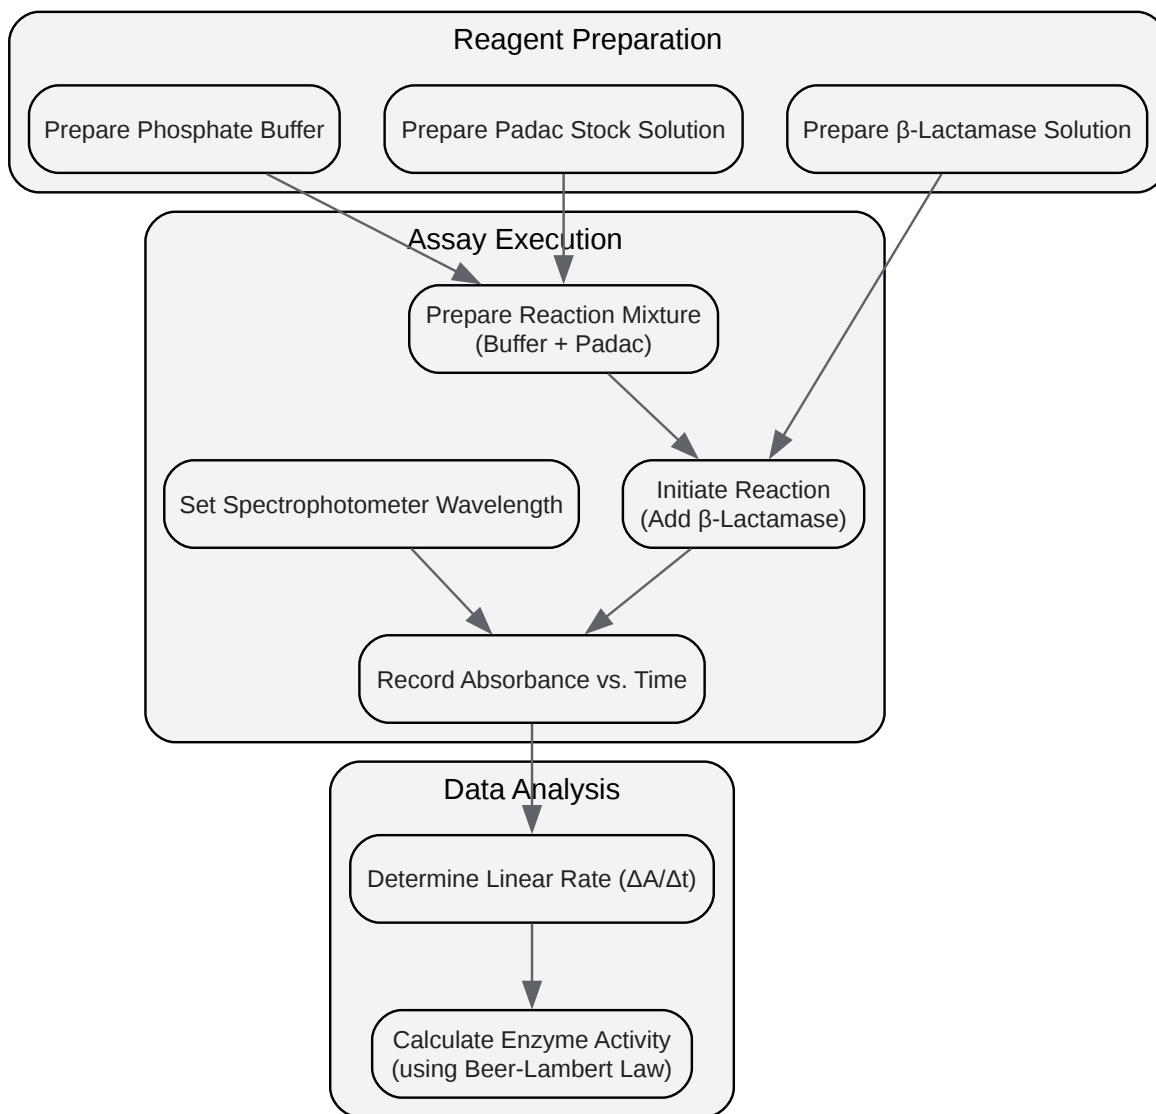 Reagent Preparation
Prepare Phosphate Buffer
Prepare Padac Stock Solution
Prepare β-Lactamase Solution
Assay Execution
Prepare Reaction Mixture
(Buffer + Padac)
Set Spectrophotometer Wavelength
Initiate Reaction
(Add β-Lactamase)
Record Absorbance vs. Time
Data Analysis
Determine Linear Rate (ΔA/Δt)
Calculate Enzyme Activity
(using Beer-Lambert Law)